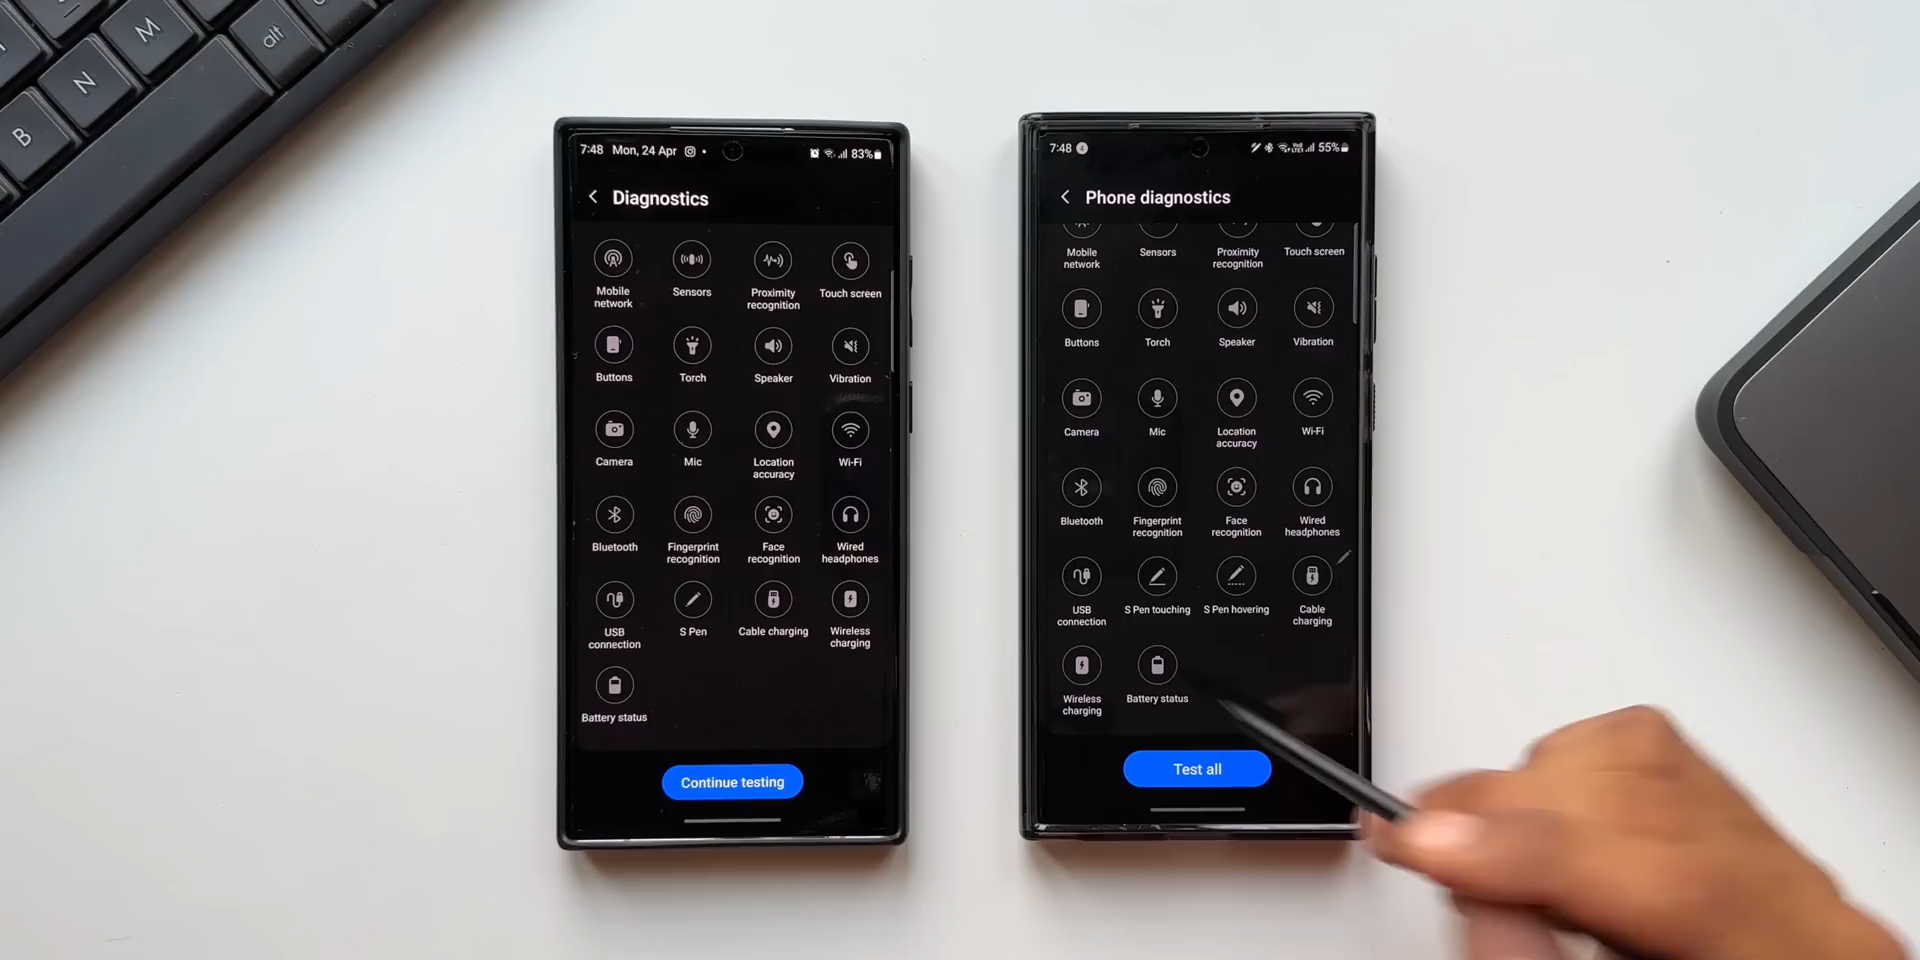 M
alt
N
B
7:48 Mon, 24 Apr
83%
Diagnostics
Mobile
network
Sensors
Proximity
recognition
Touch screen
Buttons
Torch
Speaker
Vibration
Camera
Mic
Location
accuracy
Wi-Fi
Bluetooth
Fingerprint
recognition
Face
recognition
Wired
headphones
USB
connection
S Pen
Cable charging
Wireless
charging
Battery status
Continue testing
7:48
4
55%
Phone diagnostics
Mobile
network
Sensors
Proximity
recognition
Touch screen
Buttons
Torch
Speaker
Vibration
Camera
Mic
Location
accuracy
Wi-Fi
Bluetooth
Fingerprint
recognition
Face
recognition
Wired
headphones
USB
connection
S Pen touching
S Pen hovering
Cable
charging
Wireless
charging
Battery status
Test all